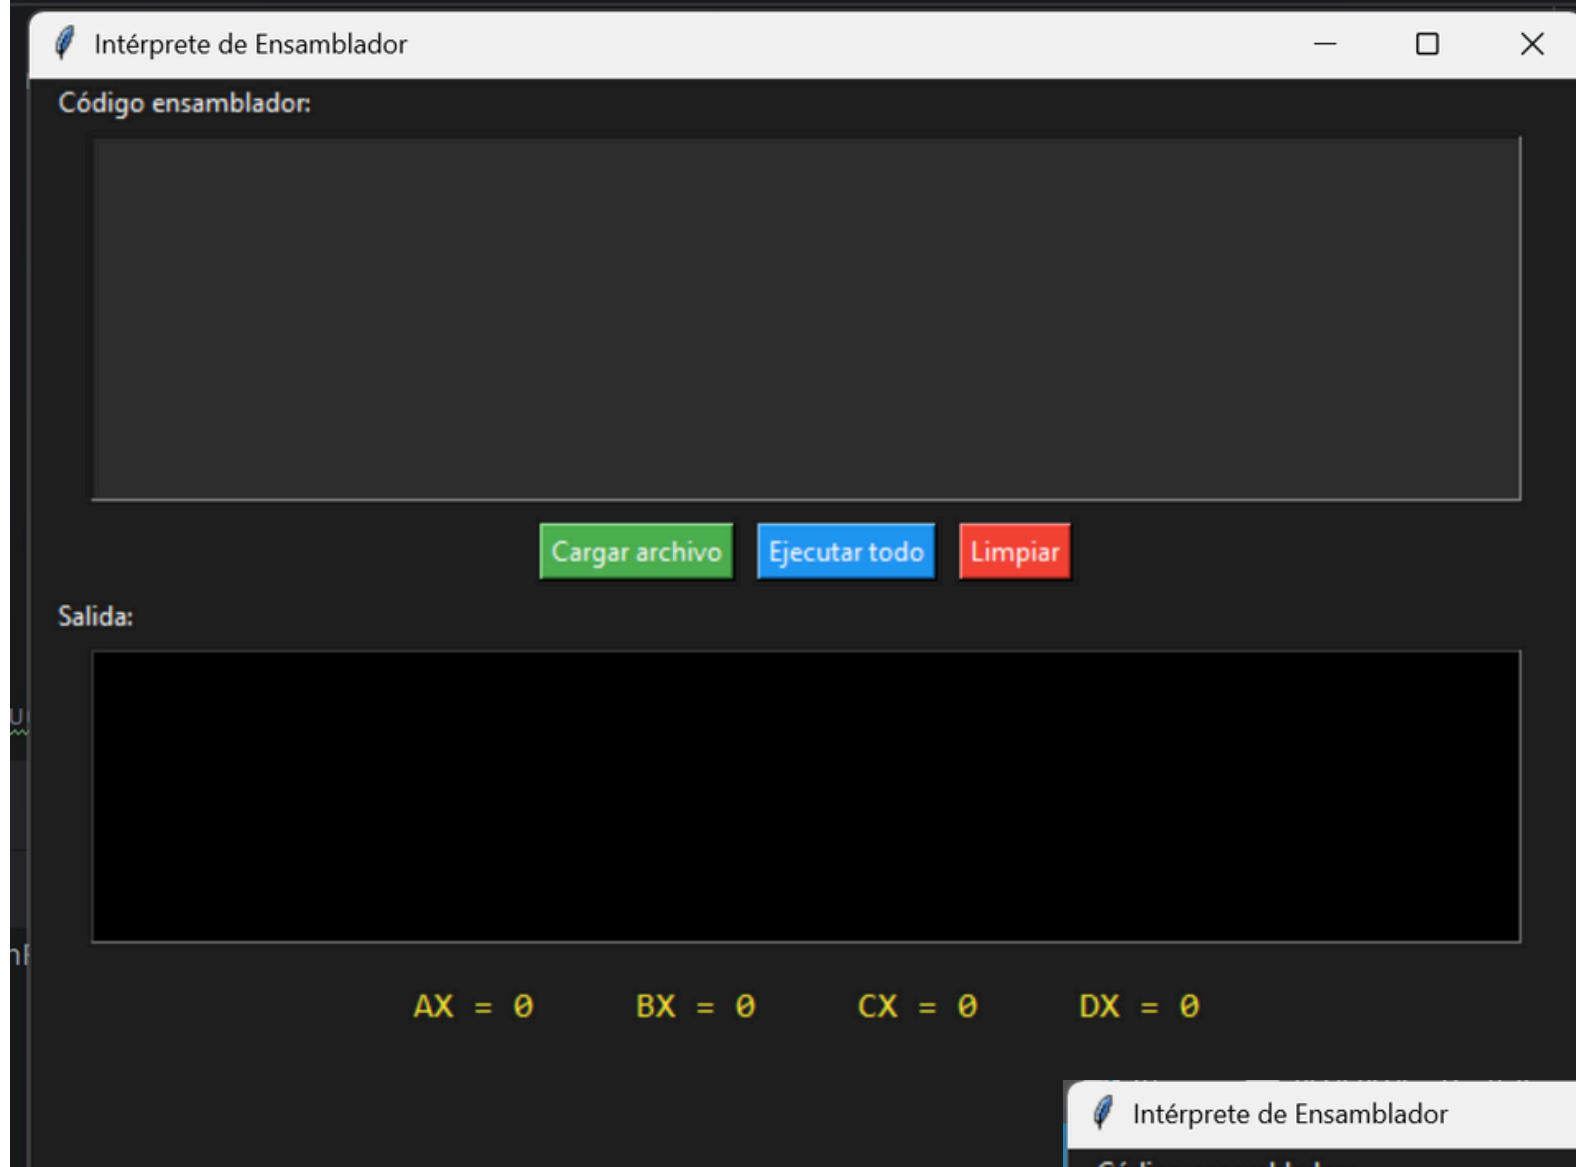 Intérprete de Ensamblador
Código ensamblador:
Cargar archivo Ejecutar todo Limpiar
Salida:
AX = 0 BX = 0 CX = 0 DX = 0
Intérprete de Ensamblador